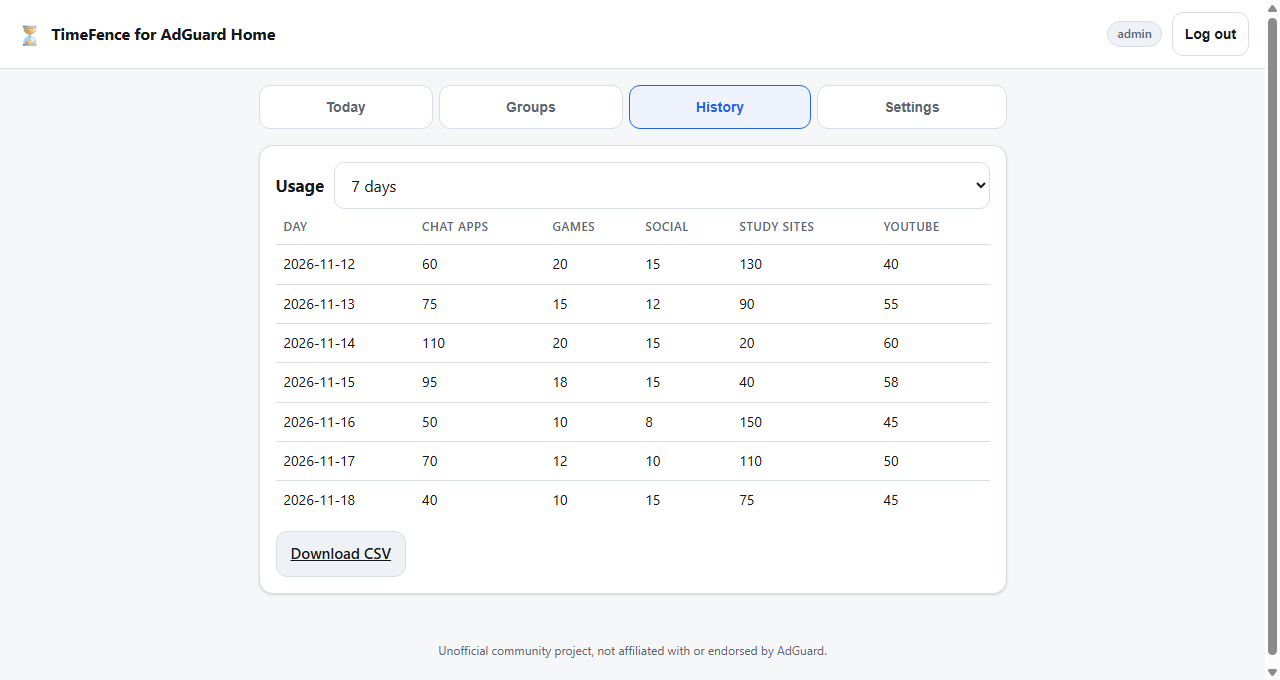 TimeFence for AdGuard Home
admin
Log out
Today
Groups
History
Settings
Usage
7 days
DAY CHAT APPS GAMES SOCIAL STUDY SITES YOUTUBE
2026-11-12 60 20 15 130 40
2026-11-13 75 15 12 90 55
2026-11-14 110 20 15 20 60
2026-11-15 95 18 15 40 58
2026-11-16 50 10 8 150 45
2026-11-17 70 12 10 110 50
2026-11-18 40 10 15 75 45
Download CSV
Unofficial community project, not affiliated with or endorsed by AdGuard.